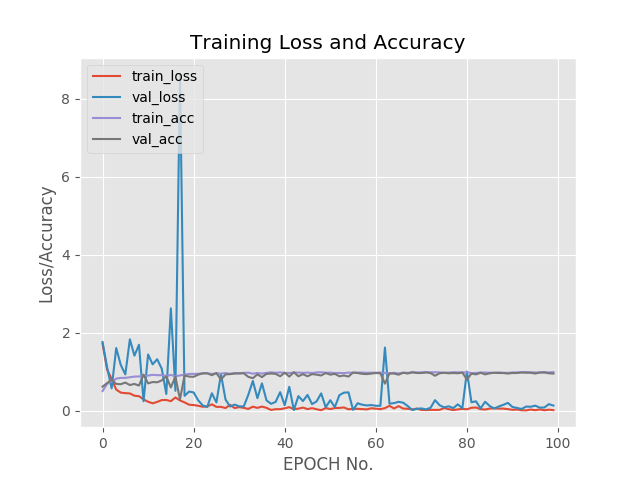 Training Loss and Accuracy
train_loss
val_loss
train_acc
val_acc
8
6
4
2
0
Loss/Accuracy
0 20 40 60 80 100
EPOCH No.